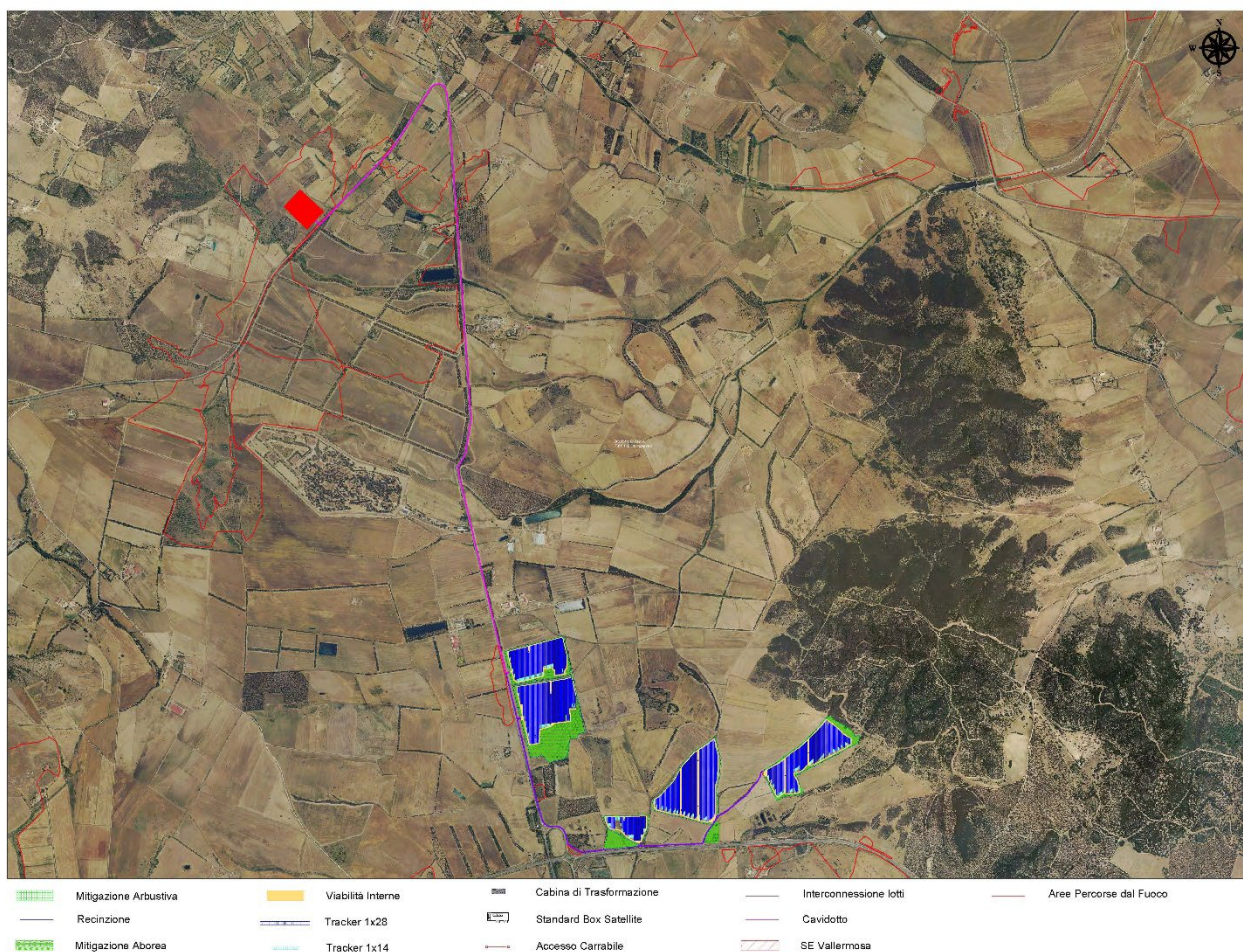 N
W
S
Mitigazione Arbustiva
Viabilità Interne
Cabina di Trasformazione
Interconnessione lotti
Aree Percorse dal Fuoco
Recinzione
Tracker 1x28
Standard Box Satellite
Cavidotto
Mitigazione Aborea
Tracker 1x14
Accesso Carrabile
SE Vallermosa